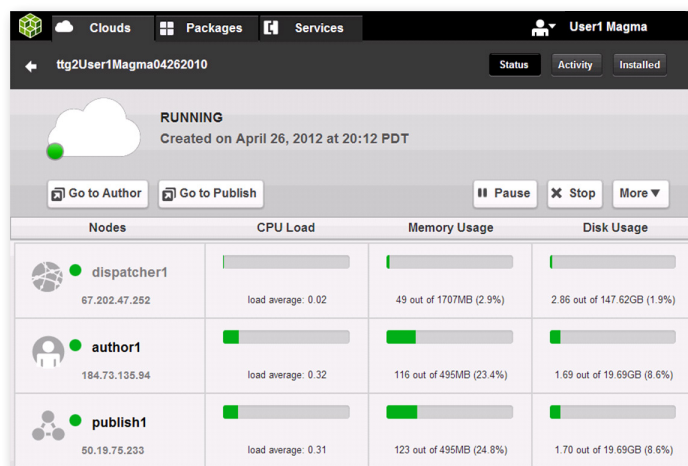 Clouds Packages Services User1 Magma
ttg2User1Magma04262010 Status Activity Installed
RUNNING
Created on April 26, 2012 at 20:12 PDT
Go to Author Go to Publish Pause Stop More
Nodes CPU Load Memory Usage Disk Usage
dispatcher1
67.202.47.252 load average: 0.02 49 out of 1707MB (2.9%) 2.86 out of 147.62GB (1.9%)
author1
184.73.135.94 load average: 0.32 116 out of 495MB (23.4%) 1.69 out of 19.69GB (8.6%)
publish1
50.19.75.233 load average: 0.31 123 out of 495MB (24.8%) 1.70 out of 19.69GB (8.6%)